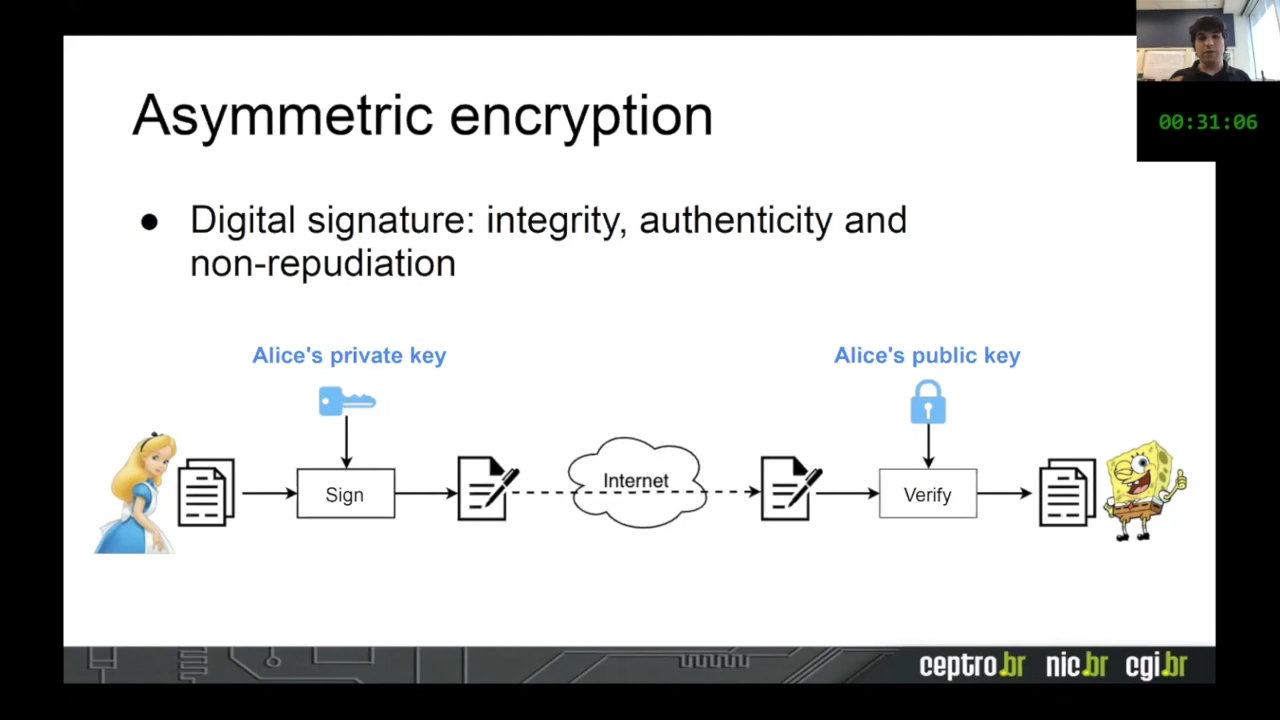 Asymmetric encryption
00:31:06
● Digital signature: integrity, authenticity and
non-repudiation
Alice's private key
Alice's public key
Sign
Internet
Verify
ceptro.br nic.br cgi.br